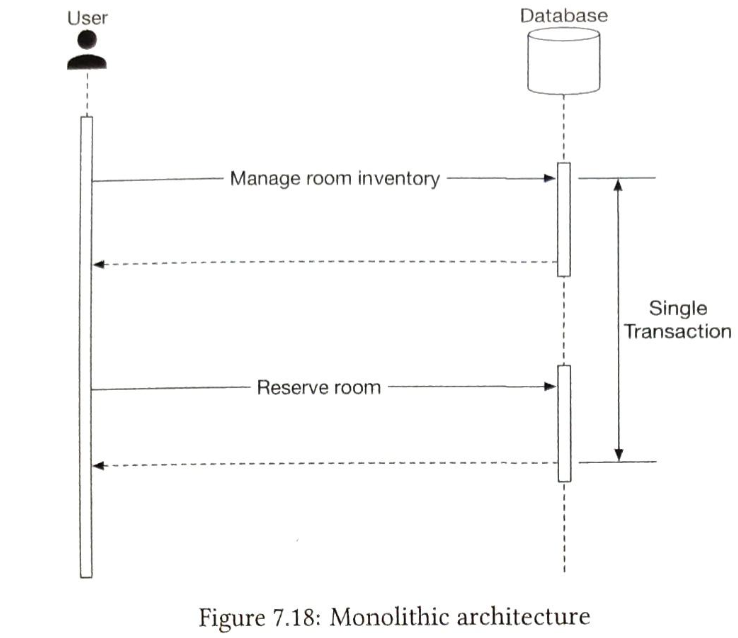 User
Database
Manage room inventory
Single
Transaction
Reserve room
Figure 7.18: Monolithic architecture